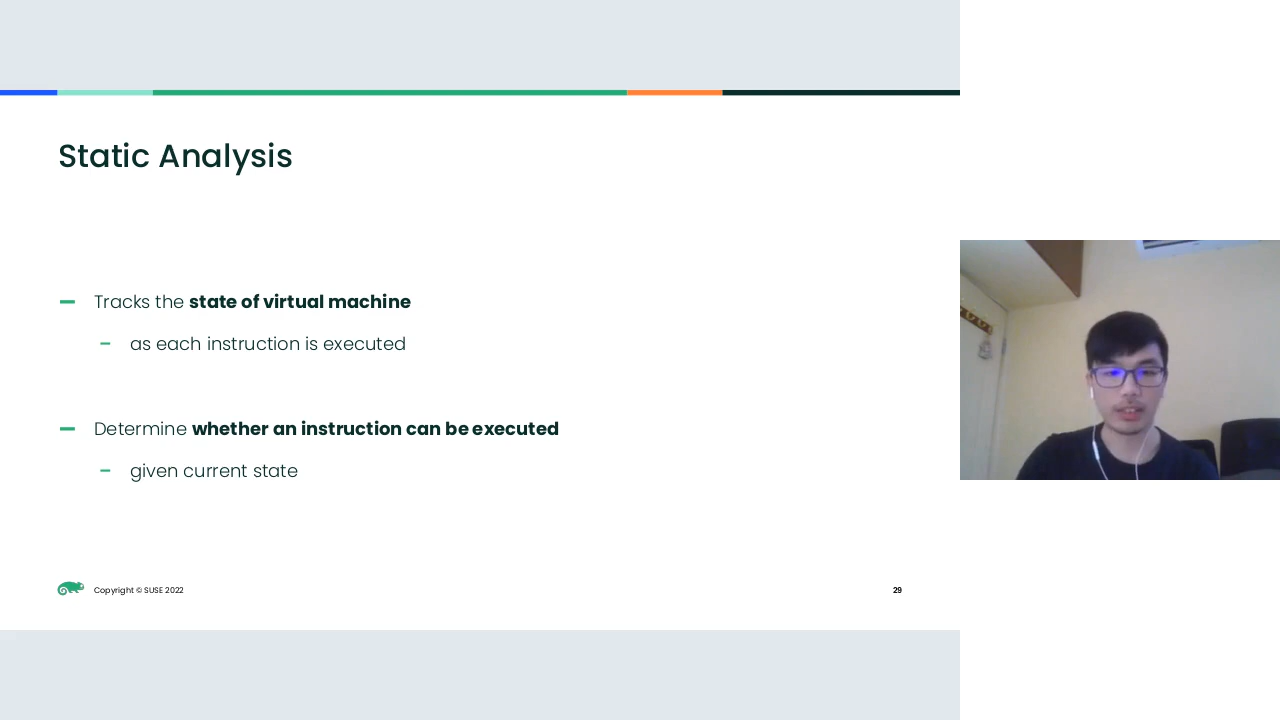 Static Analysis
Tracks the state of virtual machine
as each instruction is executed
Determine whether an instruction can be executed
given current state
Copyright © SUSE 2022
29